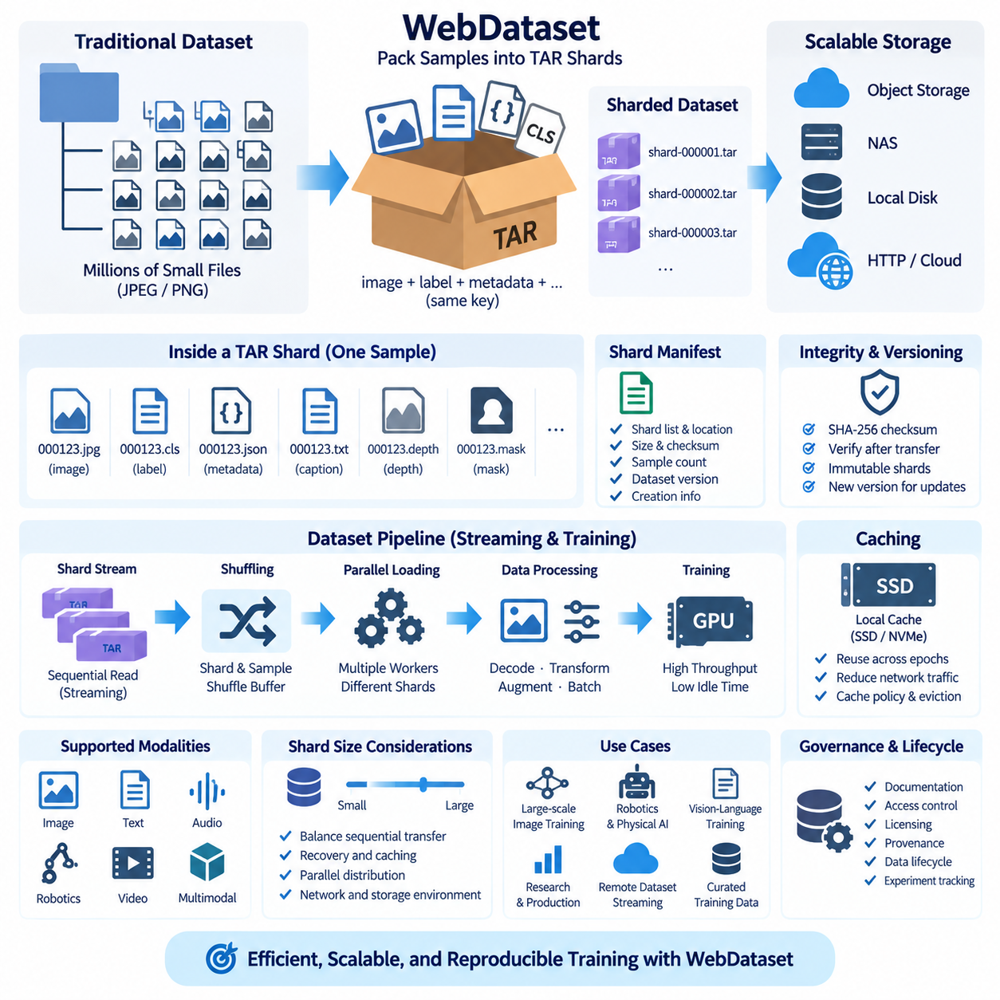 Traditional Dataset
Millions of Small Files
(JPEG / PNG)
WebDataset
Pack Samples into TAR Shards
CLS
TAR
image + label + metadata + ...
(same key)
Sharded Dataset
shard-000001.tar
shard-000002.tar
shard-000003.tar
...
Scalable Storage
Object Storage
NAS
Local Disk
HTTP / Cloud
Inside a TAR Shard (One Sample)
000123.jpg
(image)
000123.cls
(label)
000123.json
(metadata)
000123.txt
(caption)
000123.depth
(depth)
000123.mask
(mask)
...
Shard Manifest
Shard list & location
Size & checksum
Sample count
Dataset version
Creation info
Integrity & Versioning
SHA-256 checksum
Verify after transfer
Immutable shards
New version for updates
Dataset Pipeline (Streaming & Training)
Shard Stream
TAR
Sequential Read
(Streaming)
Shuffling
Shard & Sample
Shuffle Buffer
Parallel Loading
Multiple Workers
Different Shards
Data Processing
Decode · Transform
Augment · Batch
Training
GPU
High Throughput
Low Idle Time
Caching
SSD
Local Cache
(SSD / NVMe)
Reuse across epochs
Reduce network traffic
Cache policy & eviction
Supported Modalities
Image
Text
Audio
Robotics
Video
Multimodal
Shard Size Considerations
Small
Large
Balance sequential transfer
Recovery and caching
Parallel distribution
Network and storage environment
Use Cases
Large-scale
Image Training
Robotics
& Physical AI
Vision-Language
Training
Research
& Production
Remote Dataset
Streaming
Curated
Training Data
Governance & Lifecycle
Documentation
Access control
Licensing
Provenance
Data lifecycle
Experiment tracking
Efficient, Scalable, and Reproducible Training with WebDataset